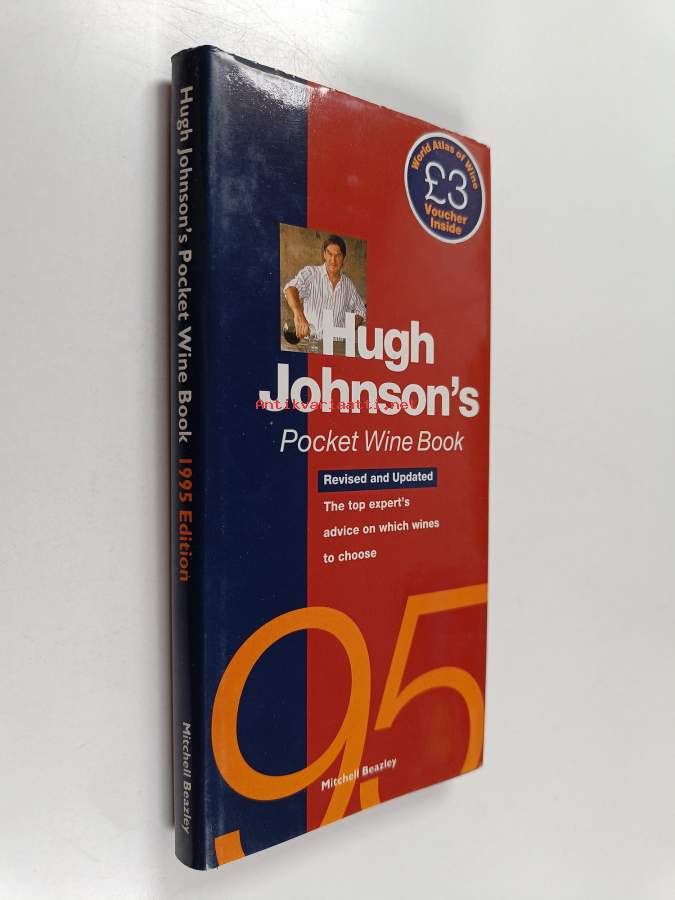 Hugh Johnson's Pocket Wine Book 1995 Edition
Mitchell Beazley
World Atlas of Wine
£3
Voucher
Inside
Hugh
Johnson's
Antikvariaatti.net
Pocket Wine Book
Revised and Updated
The top expert's
advice on which wines
to choose
95
Mitchell Beazley